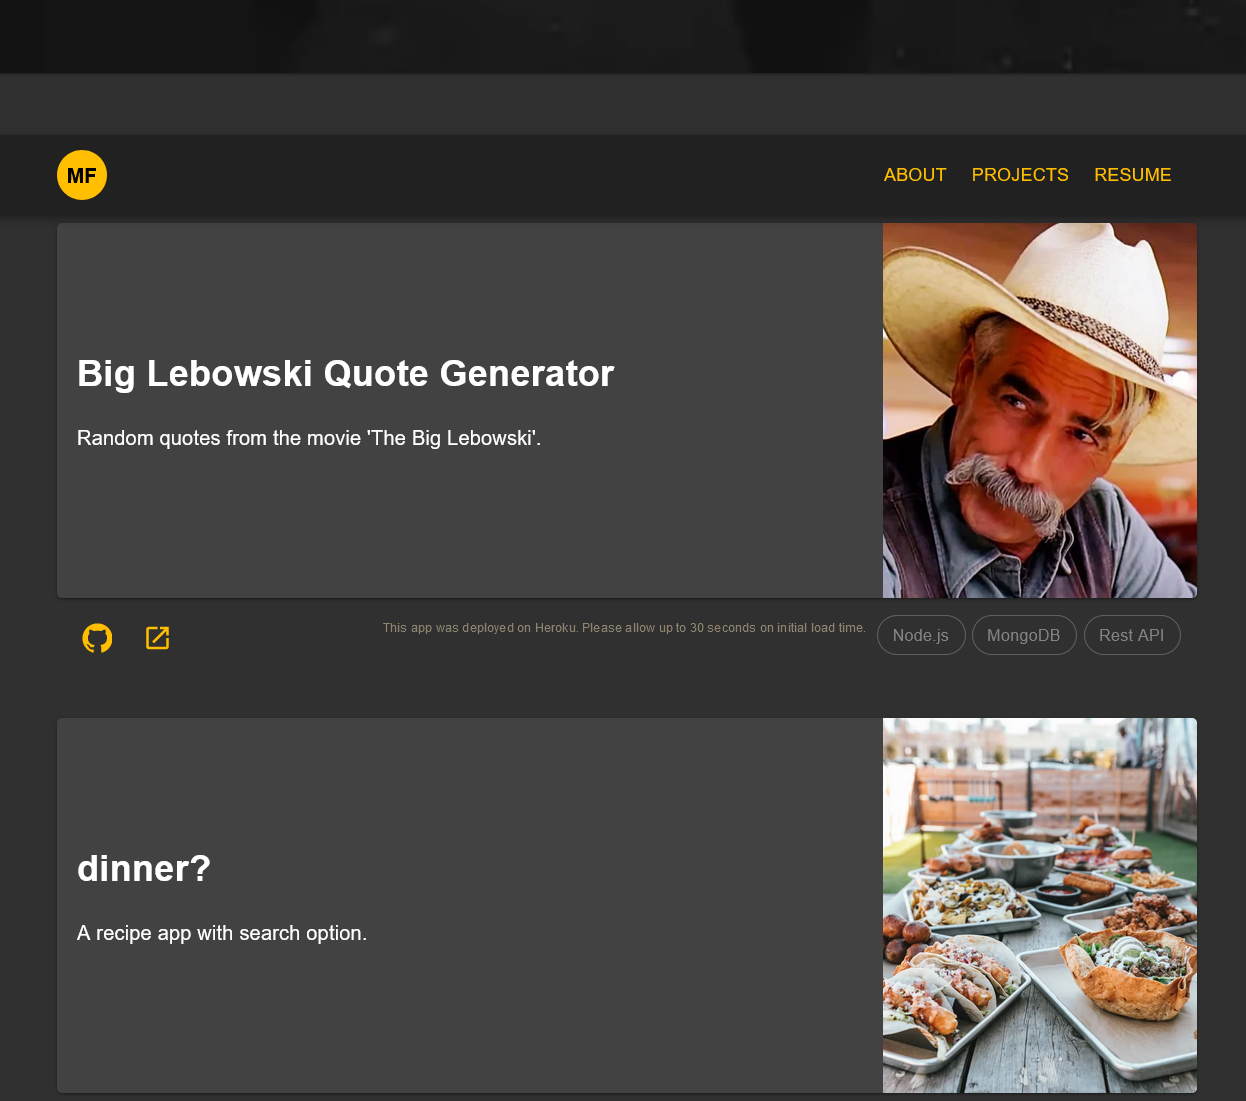 MF
ABOUT PROJECTS RESUME
Big Lebowski Quote Generator
Random quotes from the movie 'The Big Lebowski'.
This app was deployed on Heroku. Please allow up to 30 seconds on initial load time.
Node.js MongoDB Rest API
dinner?
A recipe app with search option.